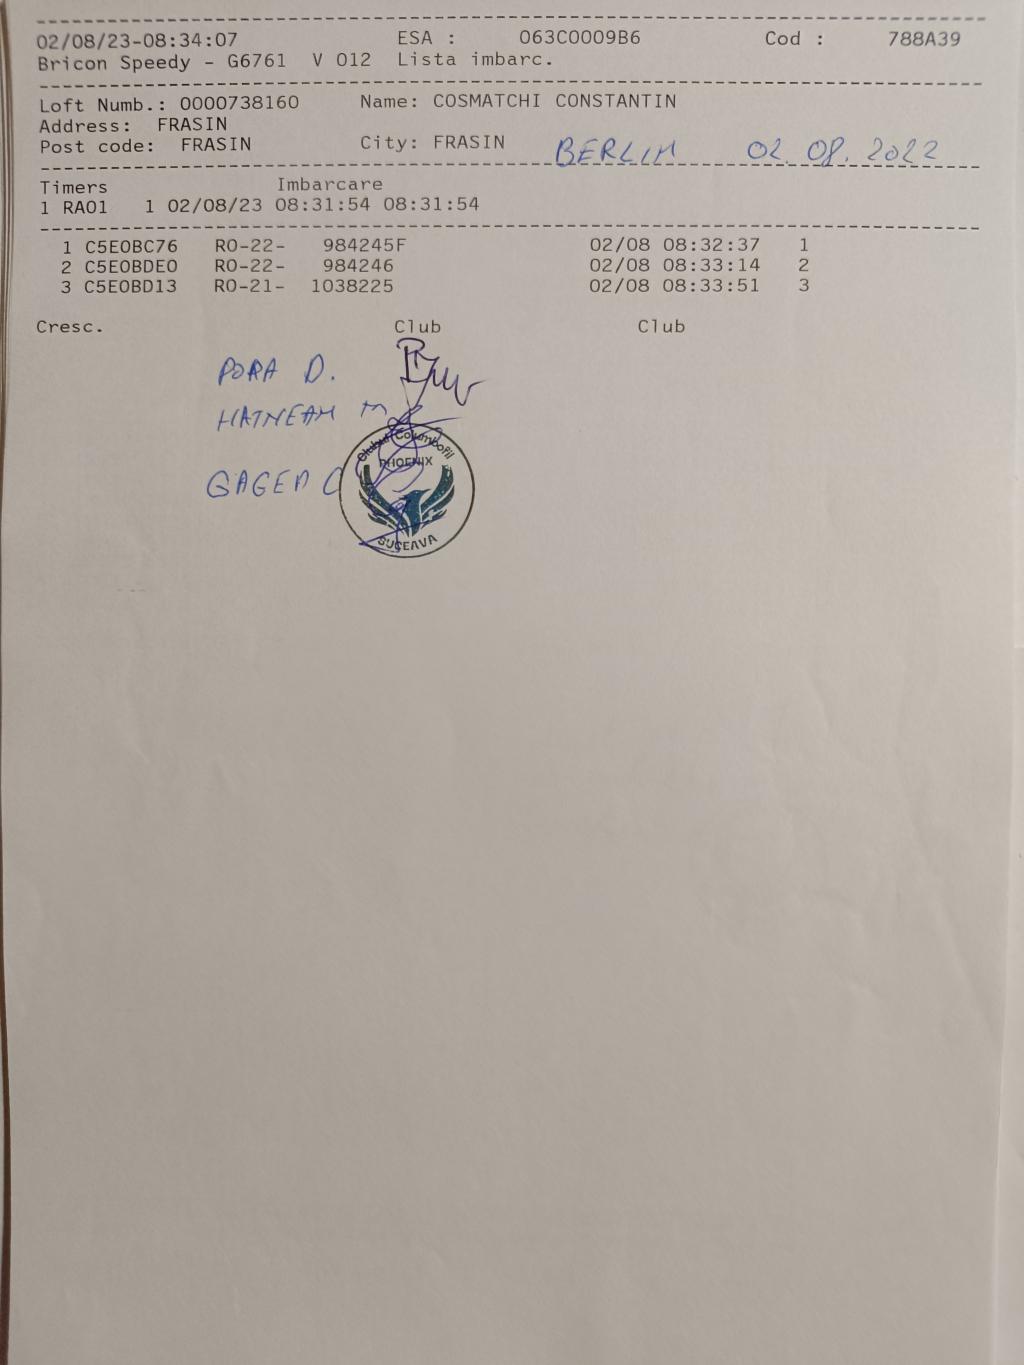 02/08/23-08:34:07 ESA : 063C0009B6 Cod : 788A39
Bricon Speedy - G6761 V 012 Lista imbarc.
Loft Numb.: 0000738160 Name: COSMATCHI CONSTANTIN
Address: FRASIN
Post code: FRASIN City: FRASIN BERLIN 02.08.2022
Timers Imbarcare
1 RA01 1 02/08/23 08:31:54 08:31:54
1 C5E0BC76 RO-22- 984245F 02/08 08:32:37 1
2 C5E0BDE0 RO-22- 984246 02/08 08:33:14 2
3 C5E0BD13 RO-21- 1038225 02/08 08:33:51 3
Cresc. Club Club
PORA D.
HATNEAN M
GAGEA C
Clubul Columbofil
PHOENIX
SUCEAVA